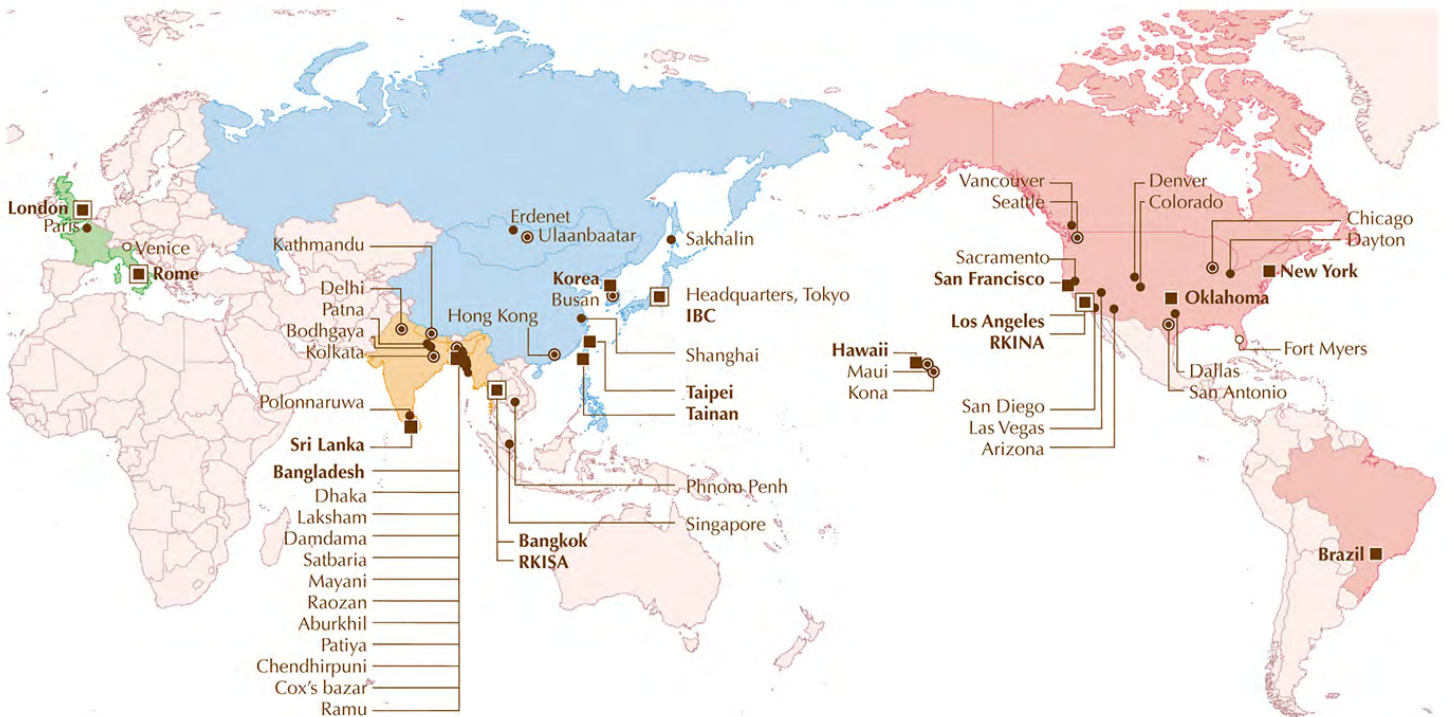 London
Paris
Venice
Rome
Kathmandu
Delhi
Patna
Bodhgaya
Kolkata
Polonnaruwa
Sri Lanka
Bangladesh
Dhaka
Laksham
Damdama
Satbaria
Mayani
Raozan
Aburkhil
Patiya
Chendhirpuni
Cox's bazar
Ramu
Erdenet
Ulaanbaatar
Sakhalin
Korea
Busan
Headquarters, Tokyo
IBC
Hong Kong
Shanghai
Taipei
Tainan
Phnom Penh
Singapore
Bangkok
RKISA
Vancouver
Seattle
Denver
Colorado
Chicago
Dayton
Sacramento
San Francisco
New York
Oklahoma
Los Angeles
RKINA
Hawaii
Maui
Kona
Fort Myers
Dallas
San Antonio
San Diego
Las Vegas
Arizona
Brazil